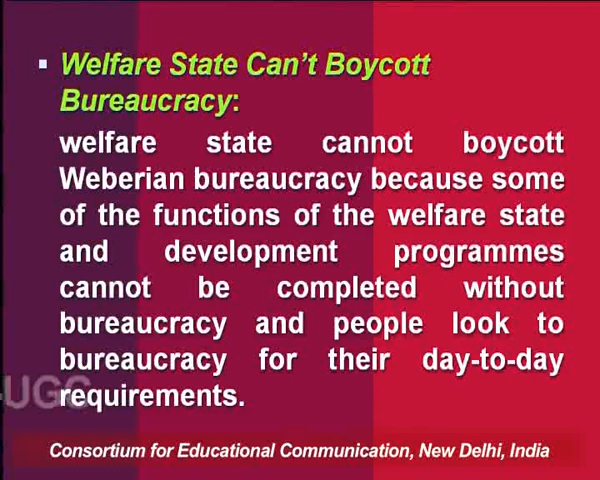 Welfare State Can't Boycott
Bureaucracy:
welfare state cannot boycott
Weberian bureaucracy because some
of the functions of the welfare state
and development programmes
cannot be completed without
bureaucracy and people look to
bureaucracy for their day-to-day
requirements.
-UGC
Consortium for Educational Communication, New Delhi, India